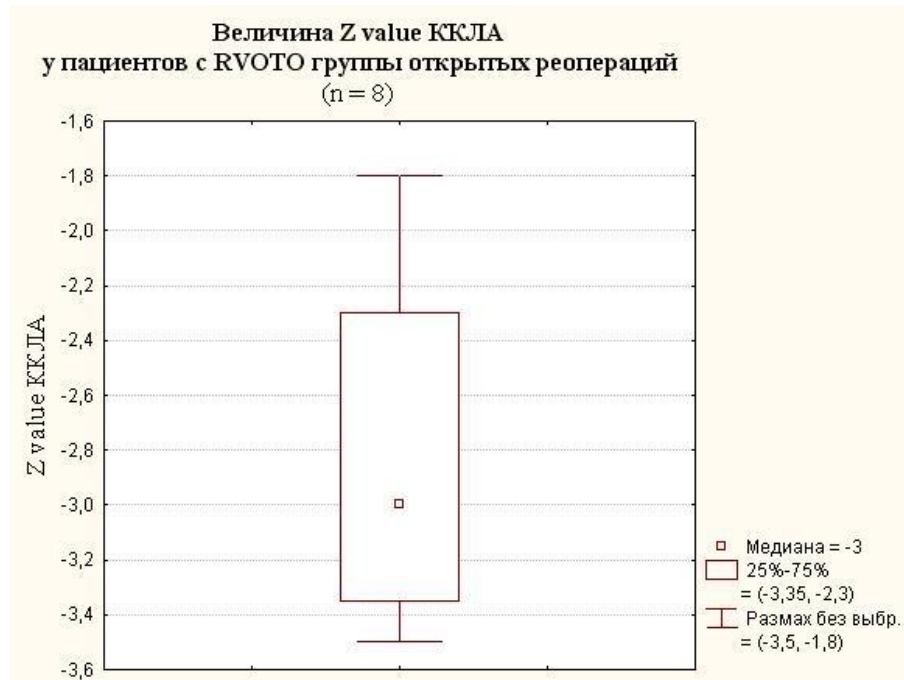 Величина Z value ККЛА
у пациентов с RVOTO группы открытых реопераций
(n = 8)
Z value ККЛА
-1,6
-1,8
-2,0
-2,2
-2,4
-2,6
-2,8
-3,0
-3,2
-3,4
-3,6
Медиана = -3
25%-75%
= (-3,35, -2,3)
Размах без выбр.
= (-3,5, -1,8)